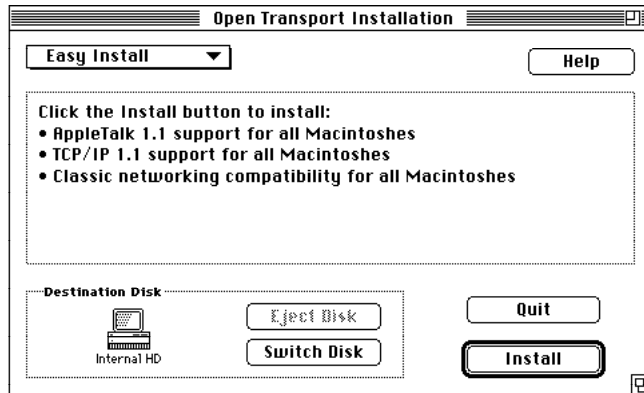 Open Transport Installation
Easy Install
Help
Click the Install button to install:
• AppleTalk 1.1 support for all Macintoshes
• TCP/IP 1.1 support for all Macintoshes
• Classic networking compatibility for all Macintoshes
Destination Disk
Internal HD
Eject Disk
Switch Disk
Quit
Install